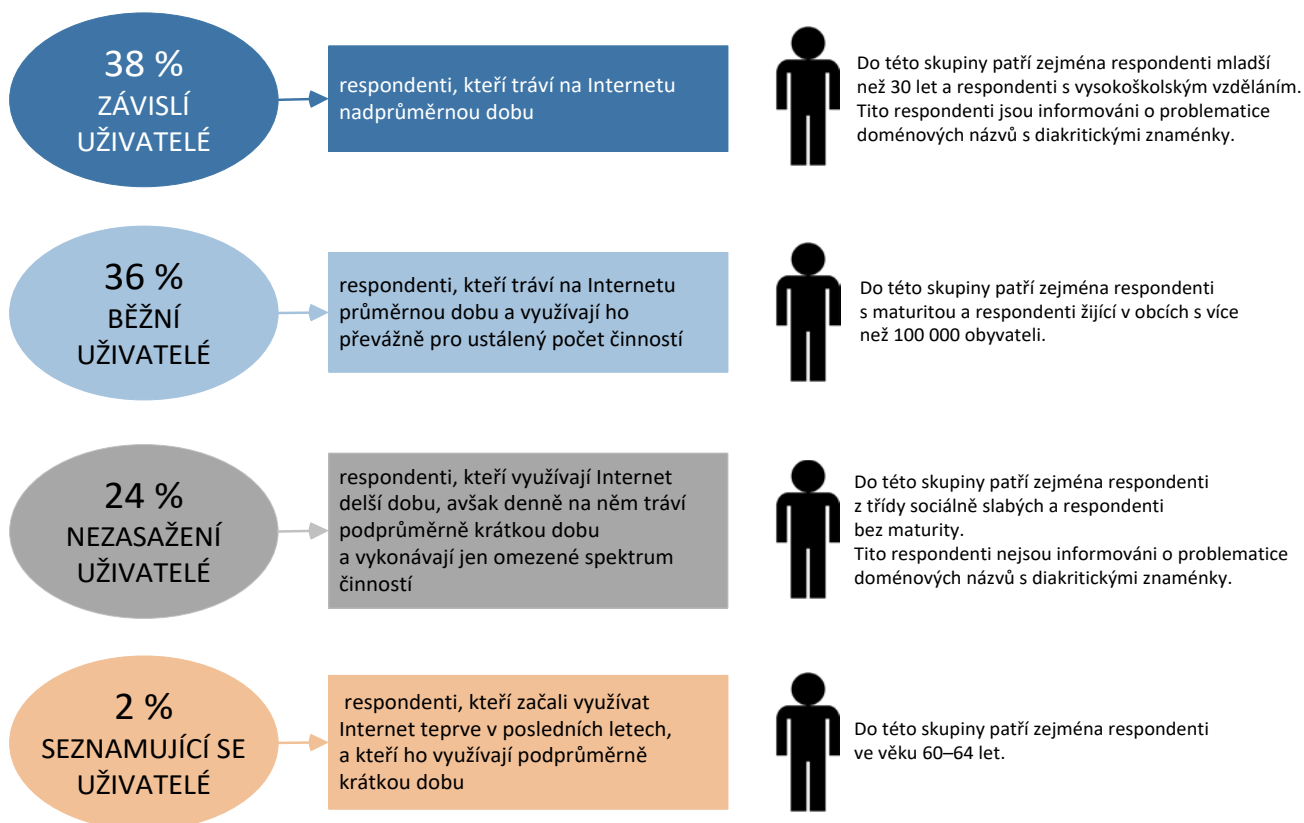 38 %
ZÁVISLÍ
UŽIVATELÉ
respondenti, kteří tráví na Internetu
nadprůměrnou dobu
Do této skupiny patří zejména respondenti mladší
než 30 let a respondenti s vysokoškolským vzděláním.
Tito respondenti jsou informováni o problematice
doménových názvů s diakritickými znaménky.
36 %
BĚŽNÍ
UŽIVATELÉ
respondenti, kteří tráví na Internetu
průměrnou dobu a využívají ho
převážně pro ustálený počet činností
Do této skupiny patří zejména respondenti
s maturitou a respondenti žijící v obcích s více
než 100 000 obyvateli.
24 %
NEZASAŽENÍ
UŽIVATELÉ
respondenti, kteří využívají Internet
delší dobu, avšak denně na něm tráví
podprůměrně krátkou dobu
a vykonávají jen omezené spektrum
činností
Do této skupiny patří zejména respondenti
z třídy sociálně slabých a respondenti
bez maturity.
Tito respondenti nejsou informováni o problematice
doménových názvů s diakritickými znaménky.
2 %
SEZNAMUJÍCÍ SE
UŽIVATELÉ
respondenti, kteří začali využívat
Internet teprve v posledních letech,
a kteří ho využívají podprůměrně
krátkou dobu
Do této skupiny patří zejména respondenti
ve věku 60–64 let.